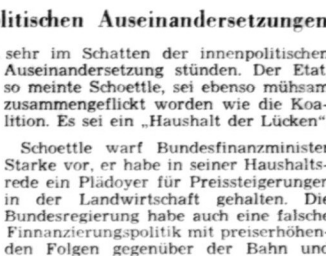 litischen Auseinandersetzungen
sehr im Schatten der innenpolitischen
Auseinandersetzung stünden. Der Etat
so meinte Schoettle, sei ebenso mühsam
zusammengeflickt worden wie die Koa-
lition. Es sei ein „Haushalt der Lücken“
Schoettle warf Bundesfinanzminister
Starke vor, er habe in seiner Haushalts-
rede ein Plädoyer für Preissteigerungen
in der Landwirtschaft gehalten. Die
Bundesregierung habe auch eine falsche
Finnanzierungspolitik mit preiserhöhen-
den Folgen gegenüber der Bahn und